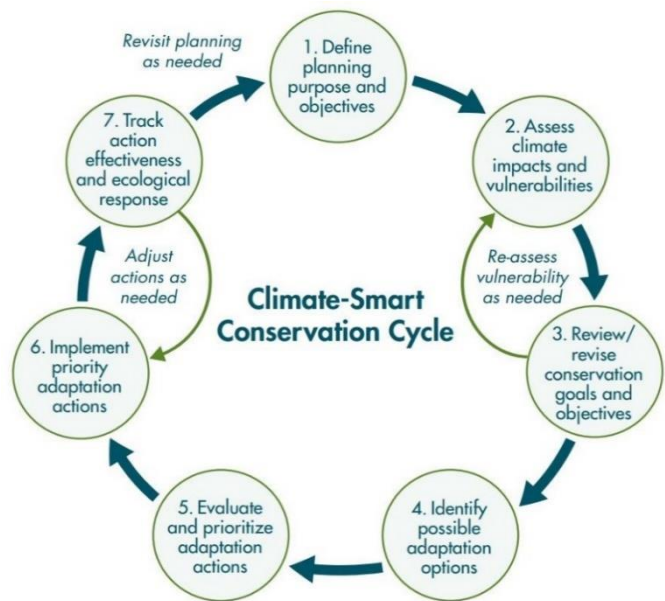 Revisit planning
as needed
1. Define
planning
purpose and
objectives
2. Assess
climate
impacts and
vulnerabilities
Re-assess
vulnerability
as needed
3. Review/
revise
conservation
goals and
objectives
4. Identify
possible
adaptation
options
5. Evaluate
and prioritize
adaptation
actions
6. Implement
priority
adaptation
actions
7. Track
action
effectiveness
and ecological
response
Adjust
actions as
needed
Climate-Smart
Conservation Cycle